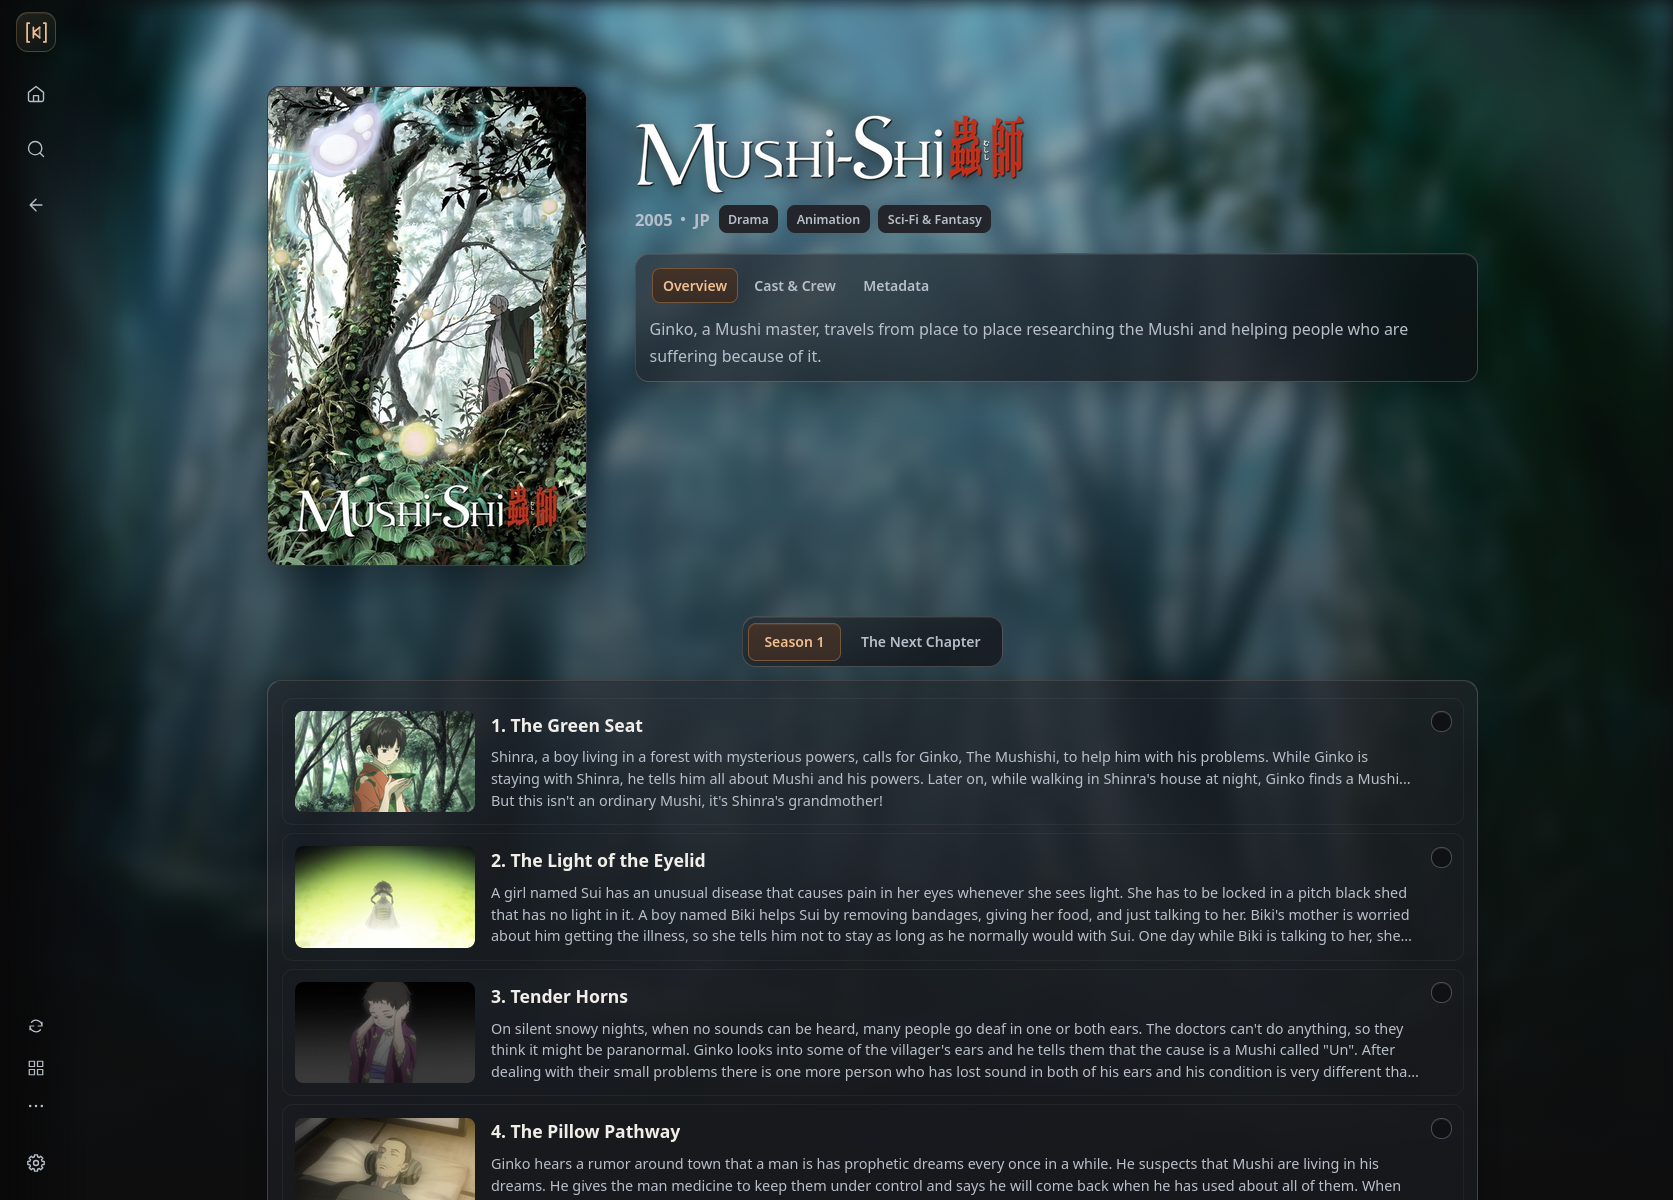 Mushi-Shi蟲師
むしし
Mushi-Shi蟲師
2005 • JP Drama Animation Sci-Fi & Fantasy
Overview Cast & Crew Metadata
Ginko, a Mushi master, travels from place to place researching the Mushi and helping people who are
suffering because of it.
Season 1 The Next Chapter
1. The Green Seat
Shinra, a boy living in a forest with mysterious powers, calls for Ginko, The Mushishi, to help him with his problems. While Ginko is
staying with Shinra, he tells him all about Mushi and his powers. Later on, while walking in Shinra's house at night, Ginko finds a Mushi...
But this isn't an ordinary Mushi, it's Shinra's grandmother!
2. The Light of the Eyelid
A girl named Sui has an unusual disease that causes pain in her eyes whenever she sees light. She has to be locked in a pitch black shed
that has no light in it. A boy named Biki helps Sui by removing bandages, giving her food, and just talking to her. Biki's mother is worried
about him getting the illness, so she tells him not to stay as long as he normally would with Sui. One day while Biki is talking to her, she...
3. Tender Horns
On silent snowy nights, when no sounds can be heard, many people go deaf in one or both ears. The doctors can't do anything, so they
think it might be paranormal. Ginko looks into some of the villager's ears and he tells them that the cause is a Mushi called "Un". After
dealing with their small problems there is one more person who has lost sound in both of his ears and his condition is very different tha...
4. The Pillow Pathway
Ginko hears a rumor around town that a man is has prophetic dreams every once in a while. He suspects that Mushi are living in his
dreams. He gives the man medicine to keep them under control and says he will come back when he has used about all of them. When